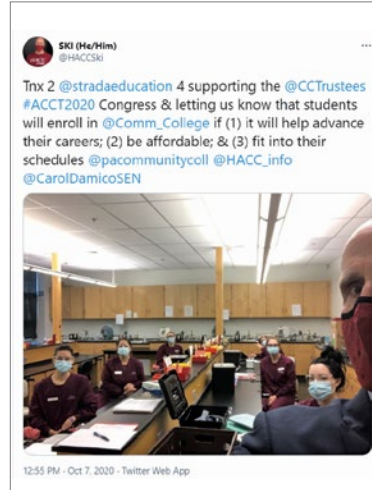 SKI (He/Him)
@HACCSki
Tnx 2 @stradaeducation 4 supporting the @CCTrustees
#ACCT2020 Congress & letting us know that students
will enroll in @Comm_College if (1) it will help advance
their careers; (2) be affordable; & (3) fit into their
schedules @pacommunitycoll @HACC_info
@CarolDamicoSEN
12:55 PM · Oct 7, 2020 · Twitter Web App